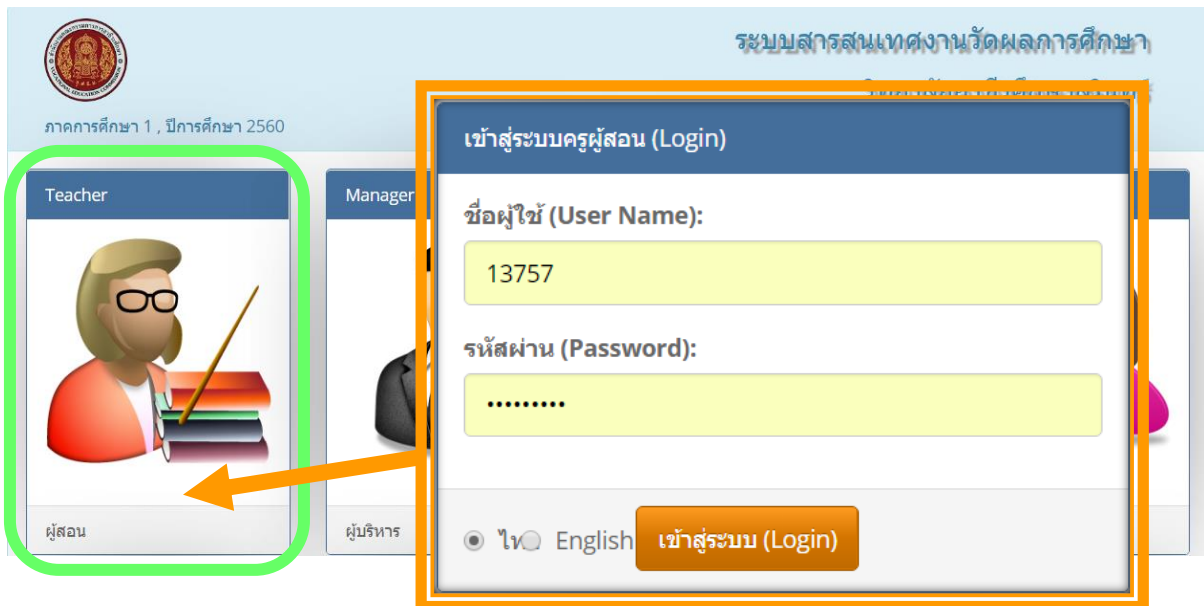 ระบบสารสนเทศงานวัดผลการศึกษา
ภาคการศึกษา 1 , ปีการศึกษา 2560
Teacher
Manager
ผู้สอน
ผู้บริหาร
เข้าสู่ระบบครูผู้สอน (Login)
ชื่อผู้ใช้ (User Name):
13757
รหัสผ่าน (Password):
•••••••••
English
เข้าสู่ระบบ (Login)